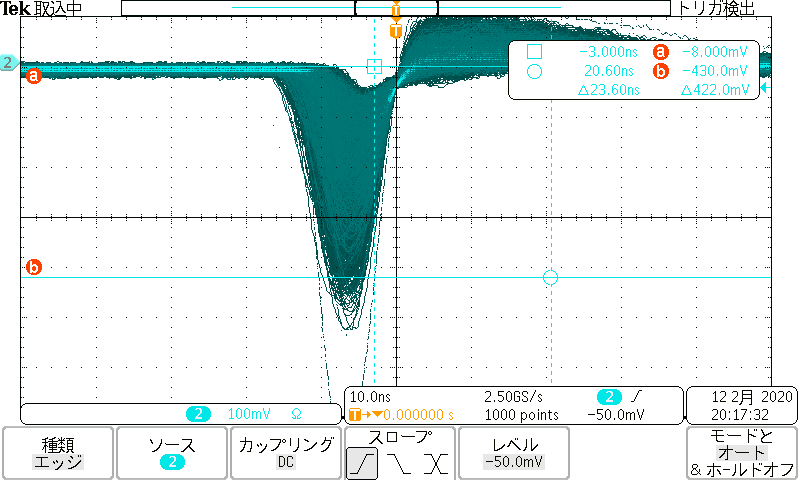 Tek 取込中
トリガ検出
T
T
2
a
b
−3.000ns a −8.000mV
20.60ns b −430.0mV
△23.60ns △422.0mV
2 100mV Ω
10.0ns 2.50GS/s 2
T→▼0.000000 s 1000 points −50.0mV
12 2月 2020
20:17:32
種類
エッジ
ソース
2
カップリング
DC
スロープ
レベル
−50.0mV
モードと
オート
& ホールドオフ